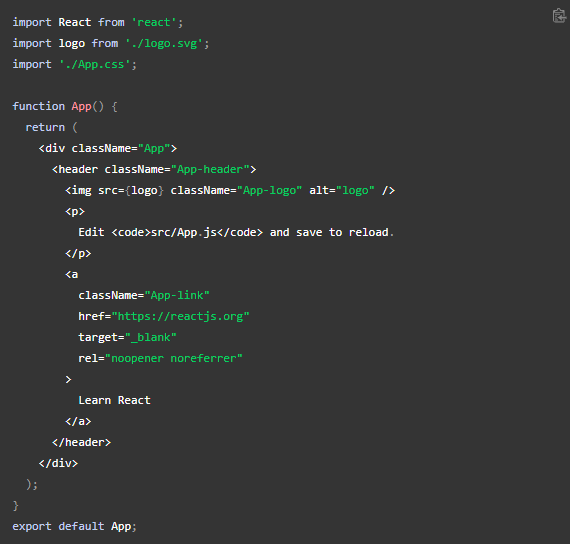 import React from 'react';
import logo from './logo.svg';
import './App.css';

function App() {
  return (
    <div className="App">
      <header className="App-header">
        <img src={logo} className="App-logo" alt="logo" />
        <p>
          Edit <code>src/App.js</code> and save to reload.
        </p>
        <a
          className="App-link"
          href="https://reactjs.org"
          target="_blank"
          rel="noopener noreferrer"
        >
          Learn React
        </a>
      </header>
    </div>
  );
}
export default App;